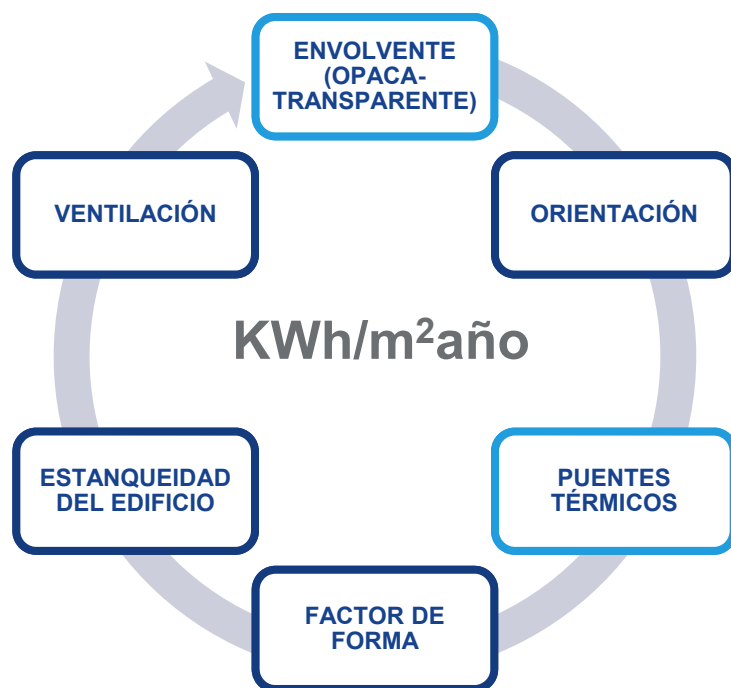 ENVOLVENTE
(OPACA-
TRANSPARENTE)
ORIENTACIÓN
PUENTES
TÉRMICOS
FACTOR DE
FORMA
ESTANQUEIDAD
DEL EDIFICIO
VENTILACIÓN
KWh/m²año